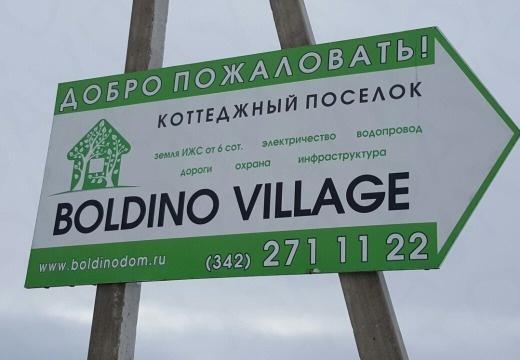 ДОБРО ПОЖАЛОВАТЬ!
КОТТЕДЖНЫЙ ПОСЕЛОК
земля ИЖС от 6 сот. электричество водопровод
дороги охрана инфраструктура
BOLDINO VILLAGE
www.boldinodom.ru (342) 271 11 22